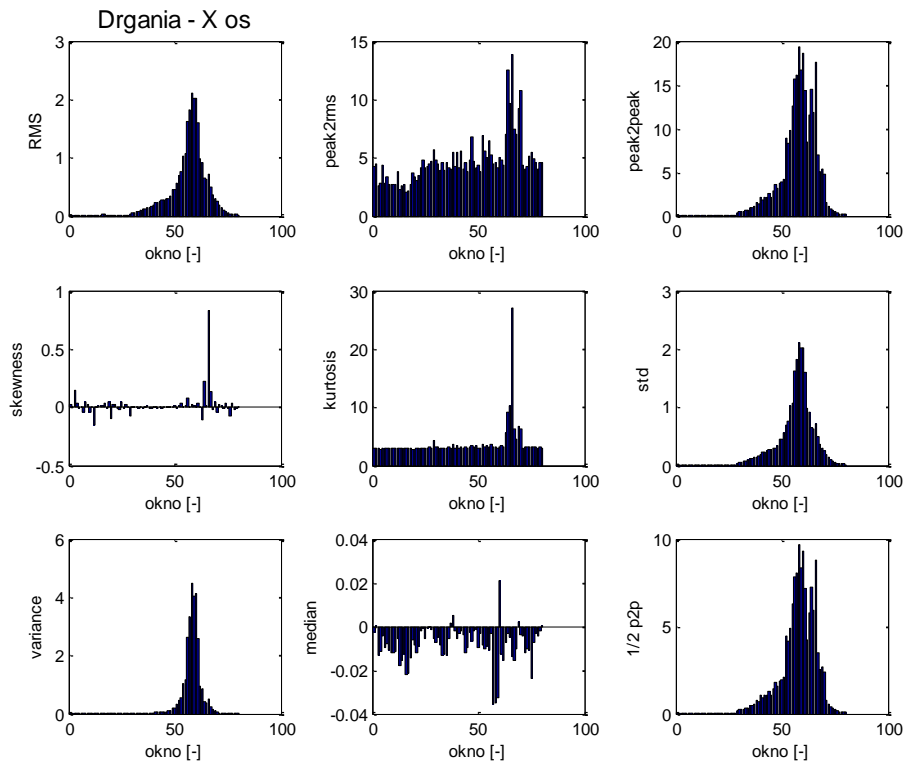 Drgania - X os
3
2
1
0
RMS
0 50 100
okno [-]
15
10
5
0
peak2rms
0 50 100
okno [-]
20
15
10
5
0
peak2peak
0 50 100
okno [-]
1
0.5
0
-0.5
skewness
0 50 100
okno [-]
30
20
10
0
kurtosis
0 50 100
okno [-]
3
2
1
0
std
0 50 100
okno [-]
6
4
2
0
variance
0 50 100
okno [-]
0.04
0.02
0
-0.02
-0.04
median
0 50 100
okno [-]
10
5
0
1/2 p2p
0 50 100
okno [-]